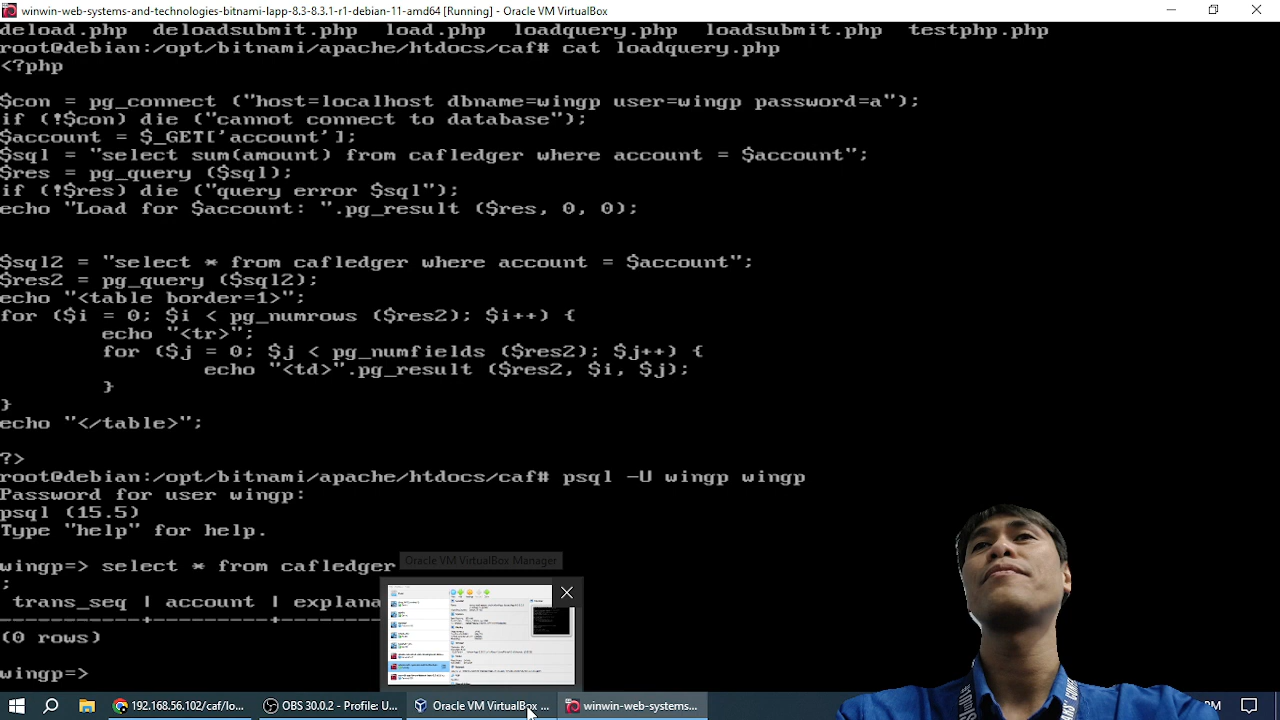 winwin-web-systems-and-technologies-bitnami-lapp-8.3-8.3.1-r1-debian-11-amd64 [Running] - Oracle VM VirtualBox
deload.php  deloadsubmit.php  load.php  loadquery.php  loadsubmit.php  testphp.php
root@debian:/opt/bitnami/apache/htdocs/caf# cat loadquery.php
<?php
$con = pg_connect ("host=localhost dbname=wingp user=wingp password=a");
if (!$con) die ("cannot connect to database");
$account = $_GET['account'];
$sql = "select sum(amount) from cafledger where account = $account";
$res = pg_query ($sql);
if (!$res) die ("query error $sql");
echo "Load for $account: ".pg_result ($res, 0, 0);
$sql2 = "select * from cafledger where account = $account";
$res2 = pg_query ($sql2);
echo "<table border=1>";
for ($i = 0; $i < pg_numrows ($res2); $i++) {
echo "<tr>";
for ($j = 0; $j < pg_numfields ($res2); $j++) {
echo "<td>".pg_result ($res2, $i, $j);
}
}
echo "</table>";
?>
root@debian:/opt/bitnami/apache/htdocs/caf# psql -U wingp wingp
Password for user wingp:
psql (15.5)
Type "help" for help.
wingp=> select * from cafledger
;
Oracle VM VirtualBox Manager
(0 rows)
wingp=>
192.168.56.102/caf/lo...
OBS 30.0.2 - Profile: U...
Oracle VM VirtualBox ...
winwin-web-systems...